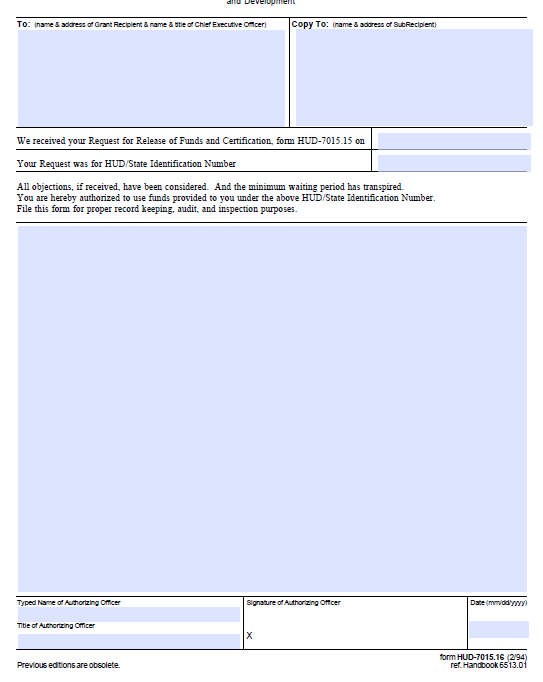 and Development
To: (name & address of Grant Recipient & name & title of Chief Executive Officer)
Copy To: (name & address of SubRecipient)
We received your Request for Release of Funds and Certification, form HUD-7015.15 on
Your Request was for HUD/State Identification Number
All objections, if received, have been considered. And the minimum waiting period has transpired.
You are hereby authorized to use funds provided to you under the above HUD/State Identification Number.
File this form for proper record keeping, audit, and inspection purposes.
Typed Name of Authorizing Officer
Signature of Authorizing Officer
Date (mm/dd/yyyy)
Title of Authorizing Officer
X
Previous editions are obsolete.
form HUD-7015.16 (2/94)
ref. Handbook 6513.01